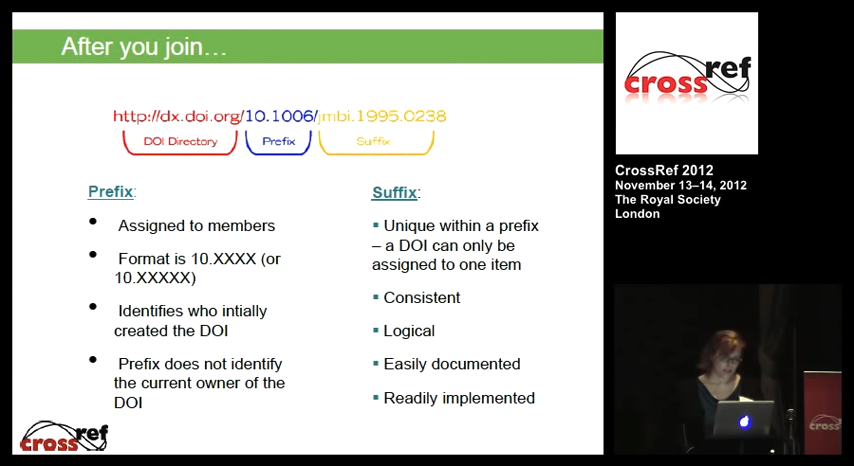 After you join…
http://dx.doi.org/10.1006/jmbi.1995.0238
DOI Directory
Prefix
Suffix
Prefix:
• Assigned to members
• Format is 10.XXXX (or
10.XXXXX)
• Identifies who intially
created the DOI
• Prefix does not identify
the current owner of the
DOI
Suffix:
▪ Unique within a prefix
– a DOI can only be
assigned to one item
▪ Consistent
▪ Logical
▪ Easily documented
▪ Readily implemented
crossref
crossref
CrossRef 2012
November 13–14, 2012
The Royal Society
London
crossref